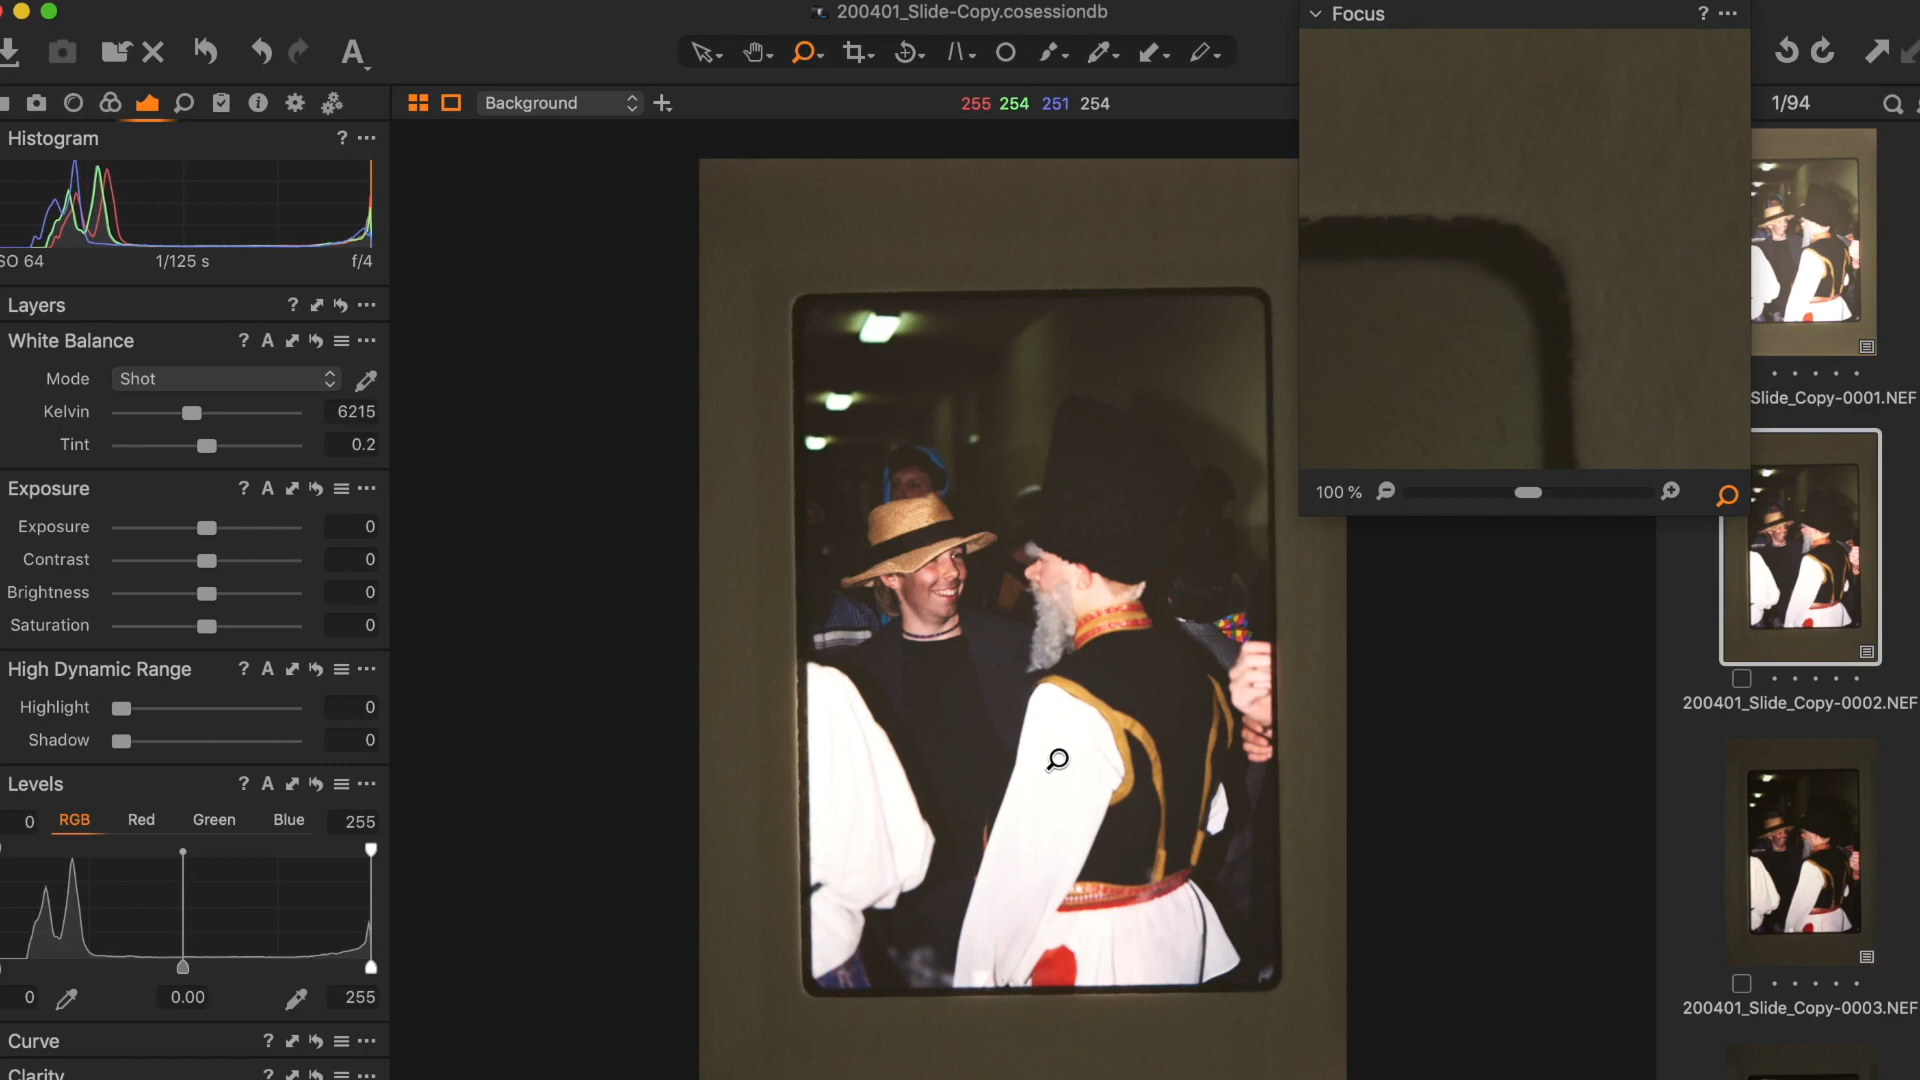 200401_Slide-Copy.cosessiondb
Focus
?
A
Background
255 254 251 254
1/94
Histogram
?
ISO 64
1/125 s
f/4
Layers
?
White Balance
? A
Mode
Shot
Kelvin
6215
Tint
0.2
Exposure
? A
Exposure
0
Contrast
0
Brightness
0
Saturation
0
High Dynamic Range
? A
Highlight
0
Shadow
0
Levels
? A
0
RGB
Red
Green
Blue
255
0
0.00
255
Curve
?
Clarity
?
100 %
Slide_Copy-0001.NEF
200401_Slide_Copy-0002.NEF
200401_Slide_Copy-0003.NEF